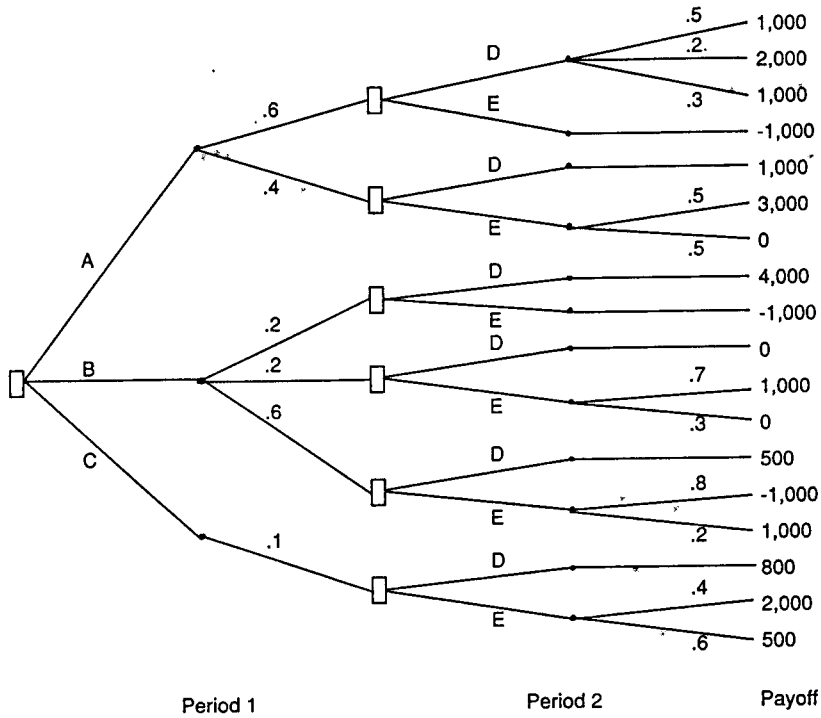 .5 1,000
D .2 2,000
.6 .3 1,000
E -1,000
D 1,000
.4 .5 3,000
E .5 0
A D 4,000
.2 E -1,000
B .2 D 0
.7 1,000
E .3 0
C .6 D 500
.8 -1,000
E .2 1,000
.1 D 800
.4 2,000
E .6 500
Period 1 Period 2 Payoff